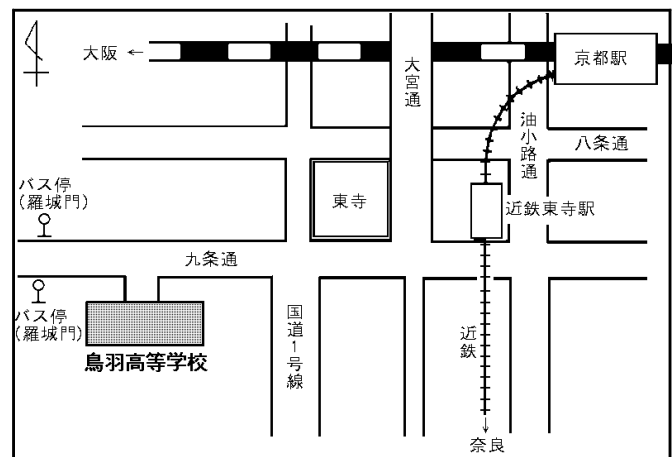 大阪 ←
京都駅
大宮通
油小路通
八条通
バス停
(羅城門)
東寺
近鉄東寺駅
九条通
バス停
(羅城門)
鳥羽高等学校
国道1号線
近鉄
↓
奈良